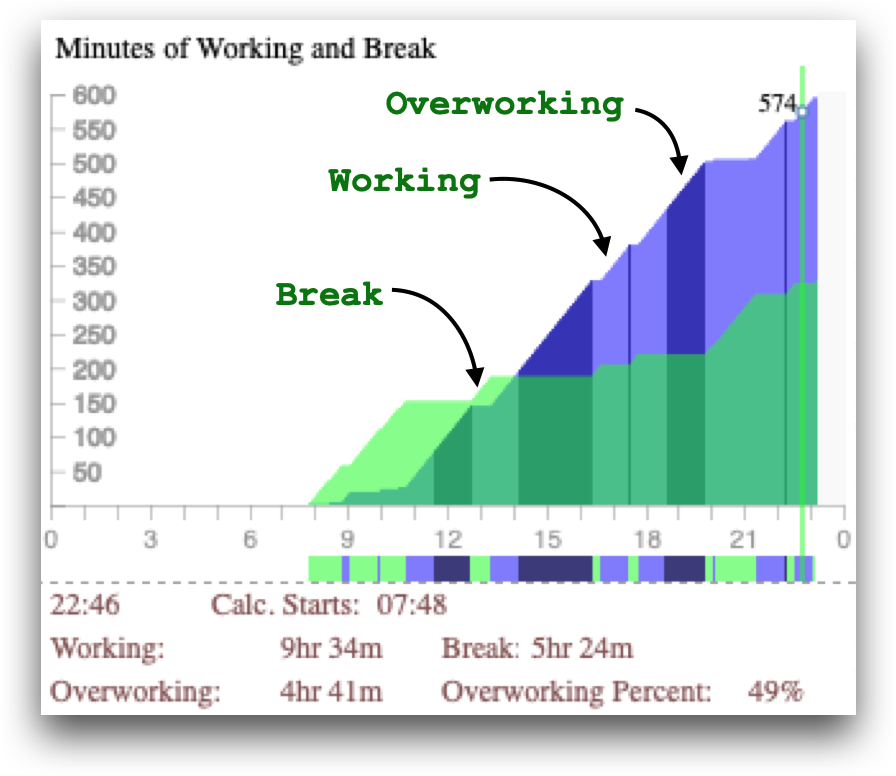 Minutes of Working and Break
600
Overworking
574
550
500
Working
450
400
350
Break
300
250
200
150
100
50
0 3 6 9 12 15 18 21 0
22:46 Calc. Starts: 07:48
Working: 9hr 34m Break: 5hr 24m
Overworking: 4hr 41m Overworking Percent: 49%